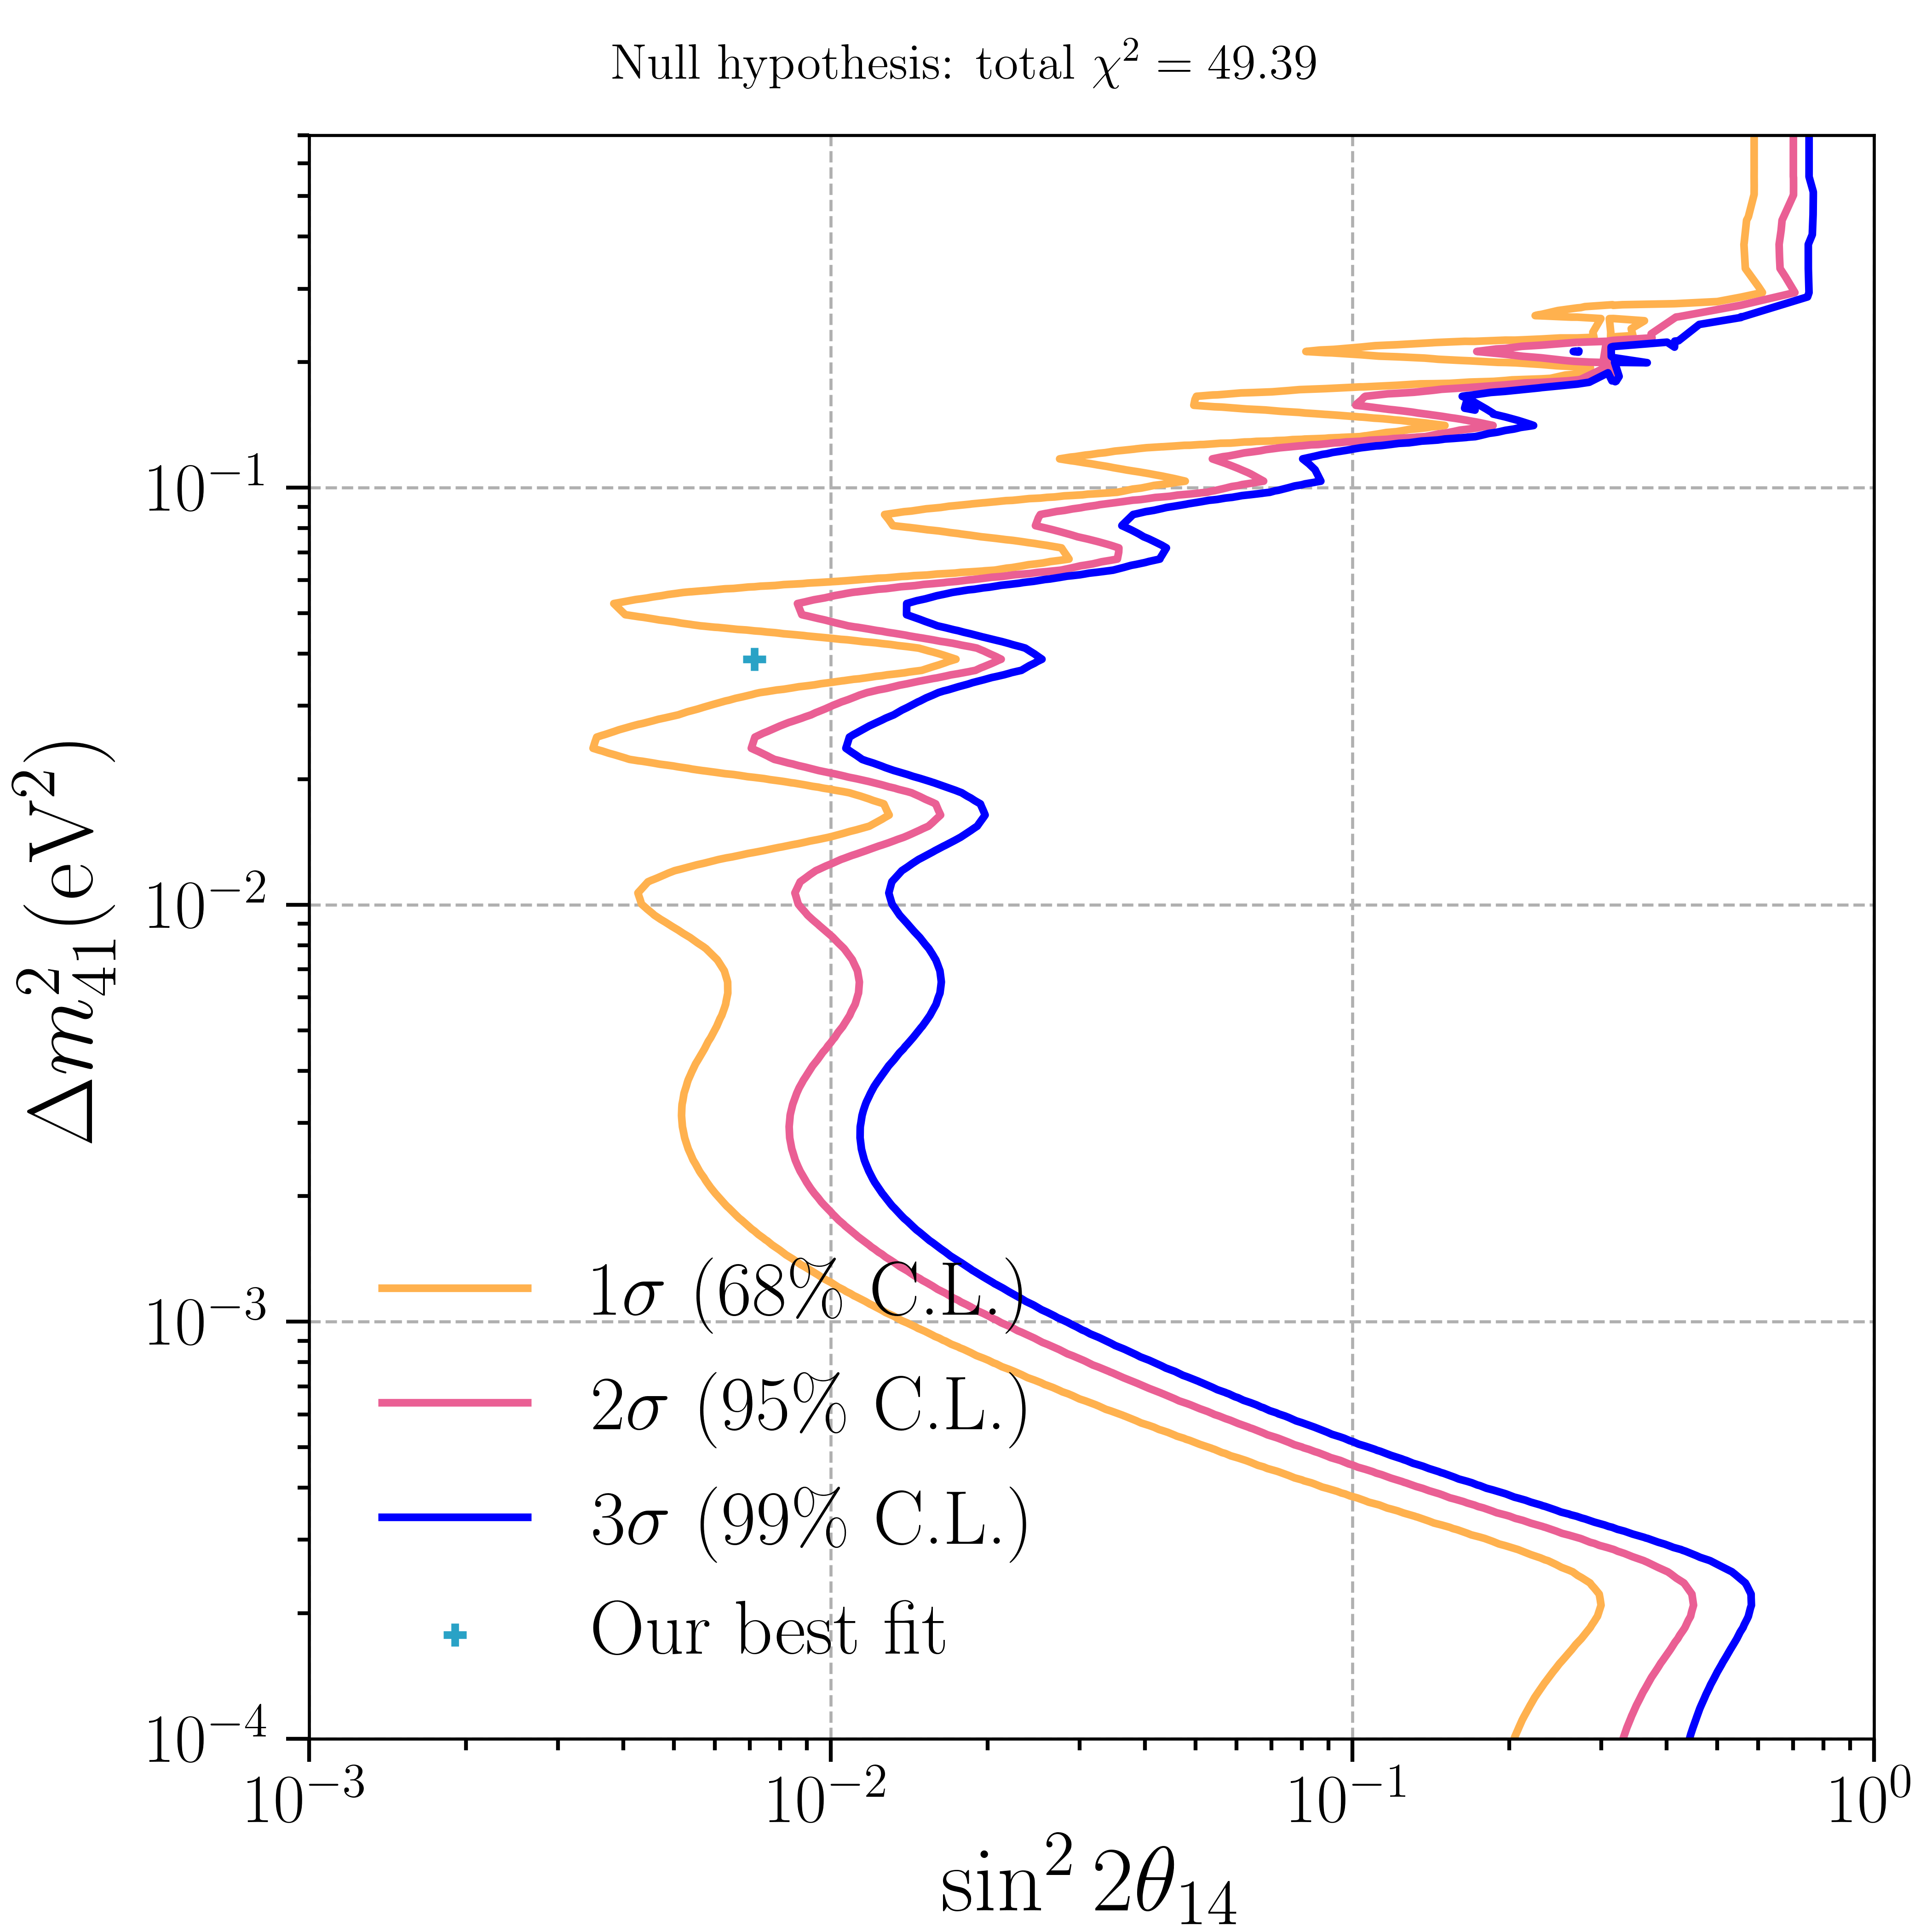 Null hypothesis: total χ² = 49.39
Δm²₄₁(eV²)
10⁻¹
10⁻²
10⁻³
10⁻⁴
1σ (68% C.L.)
2σ (95% C.L.)
3σ (99% C.L.)
Our best fit
10⁻³ 10⁻² 10⁻¹ 10⁰
sin² 2θ₁₄